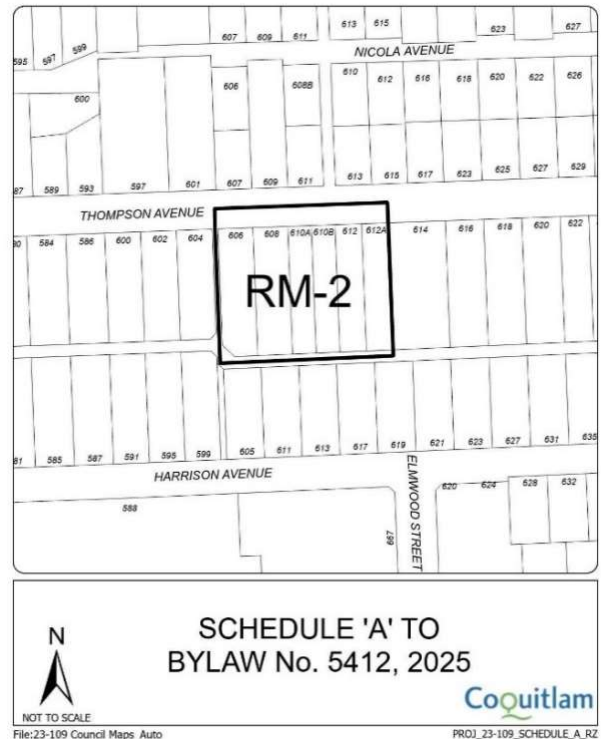 613 615 623 627
607 609 611
NICOLA AVENUE
595 597 599
610 612 616 618 620 622 626
606 608B
600
87 589 593 597 601 607 609 611 613 615 617 623 625 627 629
THOMPSON AVENUE
584 586 600 602 604 606 608 610A 610B 612 612A 614 616 618 620 622
RM-2
81 585 587 591 595 599 605 611 613 617 619 621 623 627 631 635
HARRISON AVENUE
ELMWOOD STREET
620 624 628 632
588
667
SCHEDULE 'A' TO
BYLAW No. 5412, 2025
N
NOT TO SCALE
Coquitlam
File:23-109 Council Maps Auto
PROJ_23-109_SCHEDULE_A_RZ